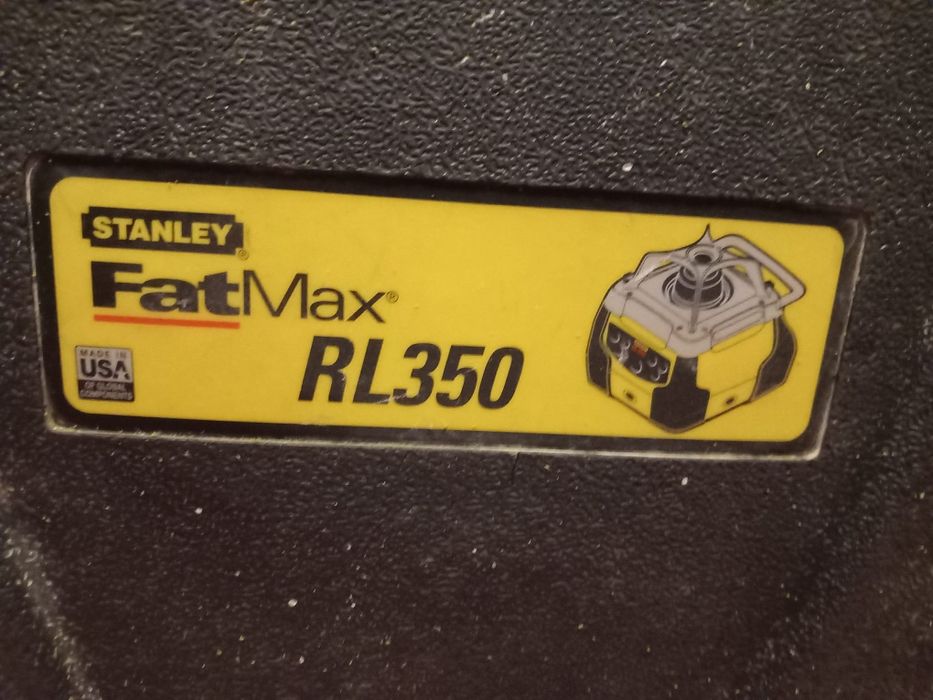 STANLEY®
FatMax®
RL350
MADE IN
USA
OF GLOBAL
COMPONENTS